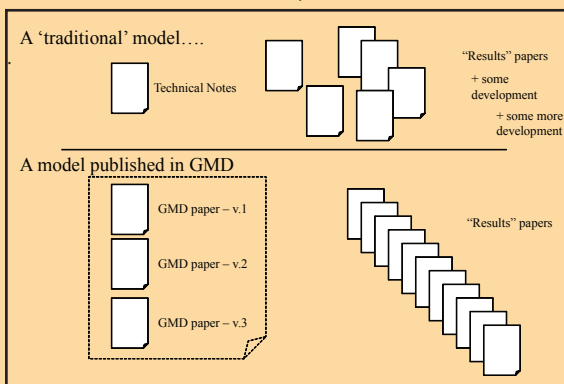 A ‘traditional’ model….
“Results” papers
Technical Notes
+ some
development
+ some more
development
A model published in GMD
GMD paper – v.1
“Results” papers
GMD paper – v.2
GMD paper – v.3